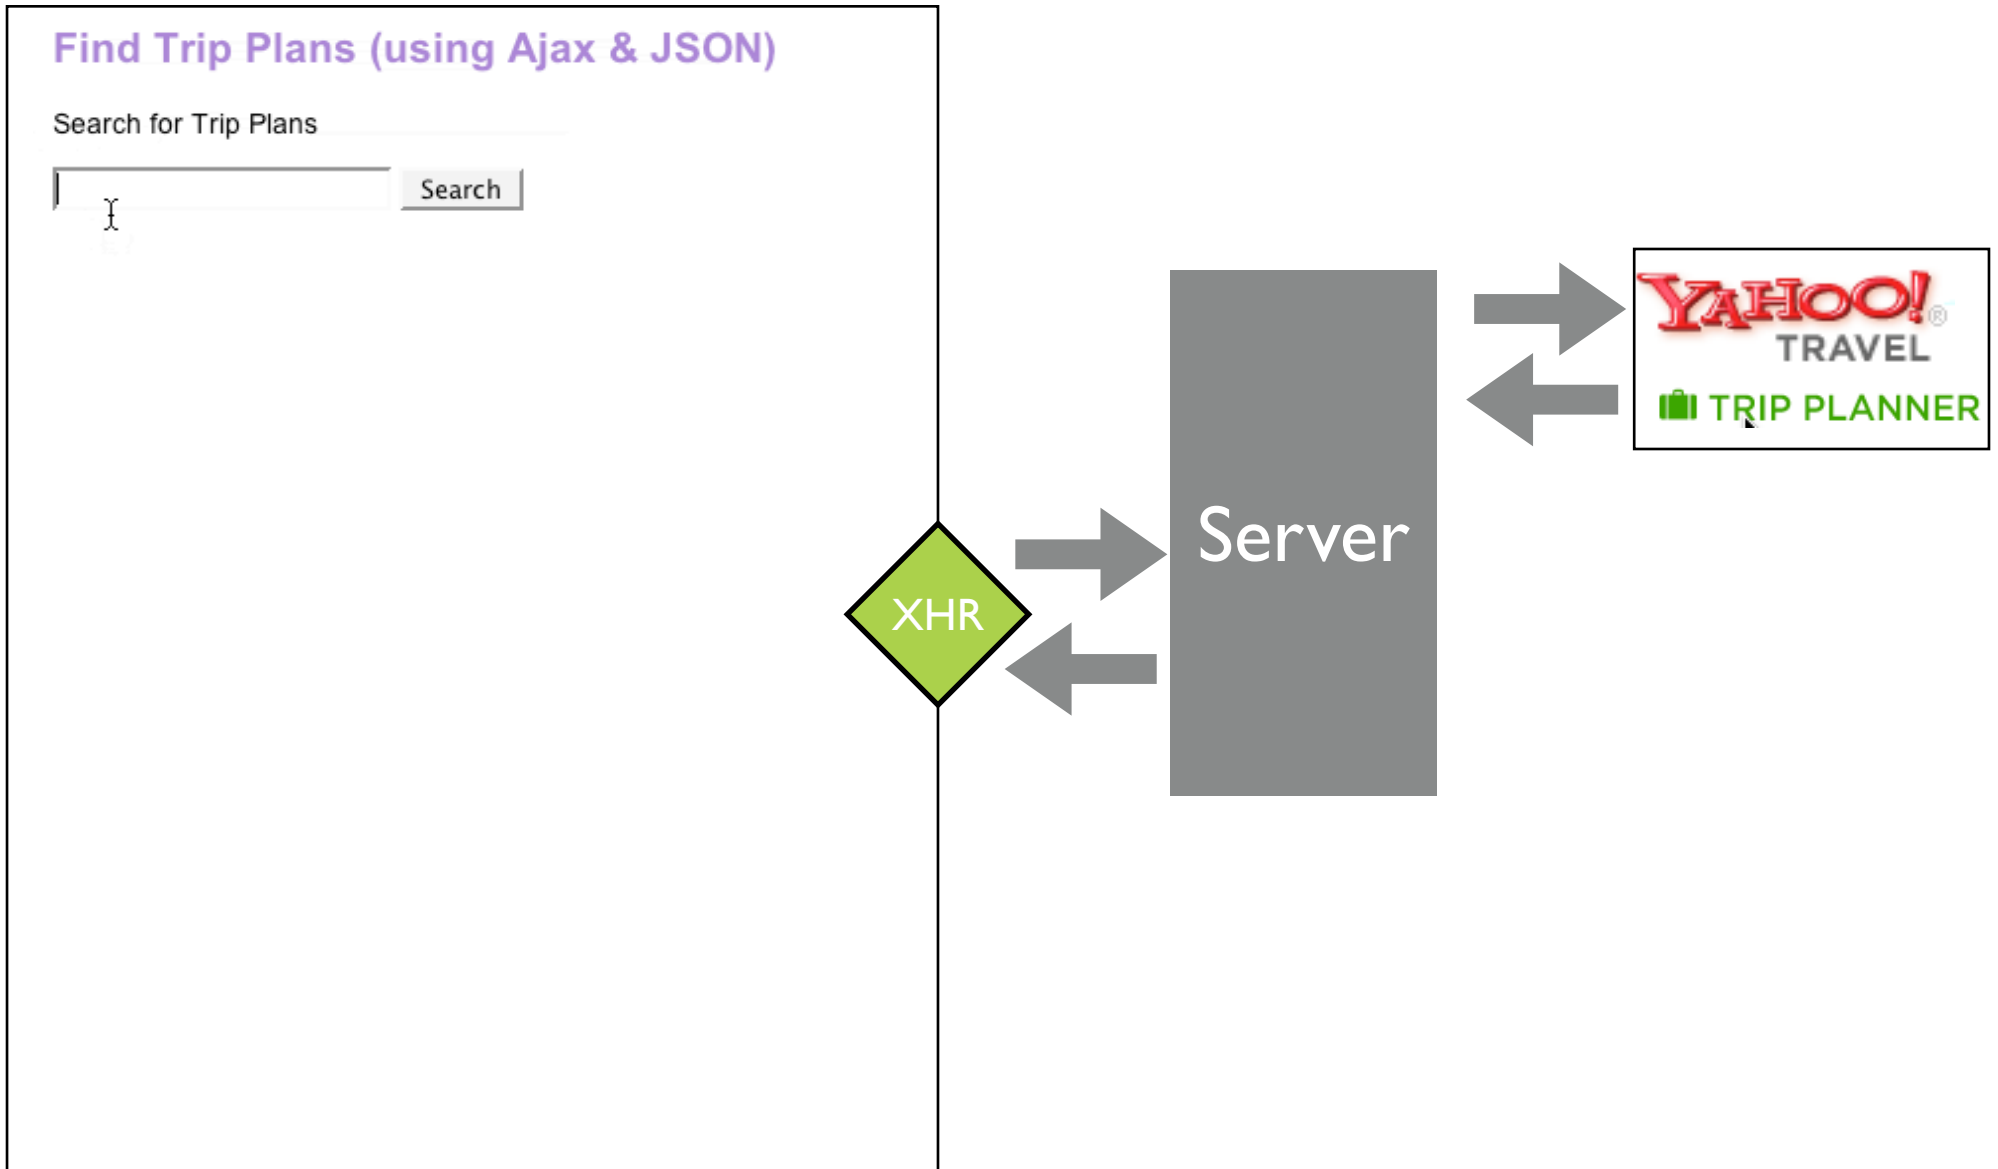 Find Trip Plans (using Ajax & JSON)
Search for Trip Plans
Search
YAHOO!®
TRAVEL
TRIP PLANNER
Server
XHR